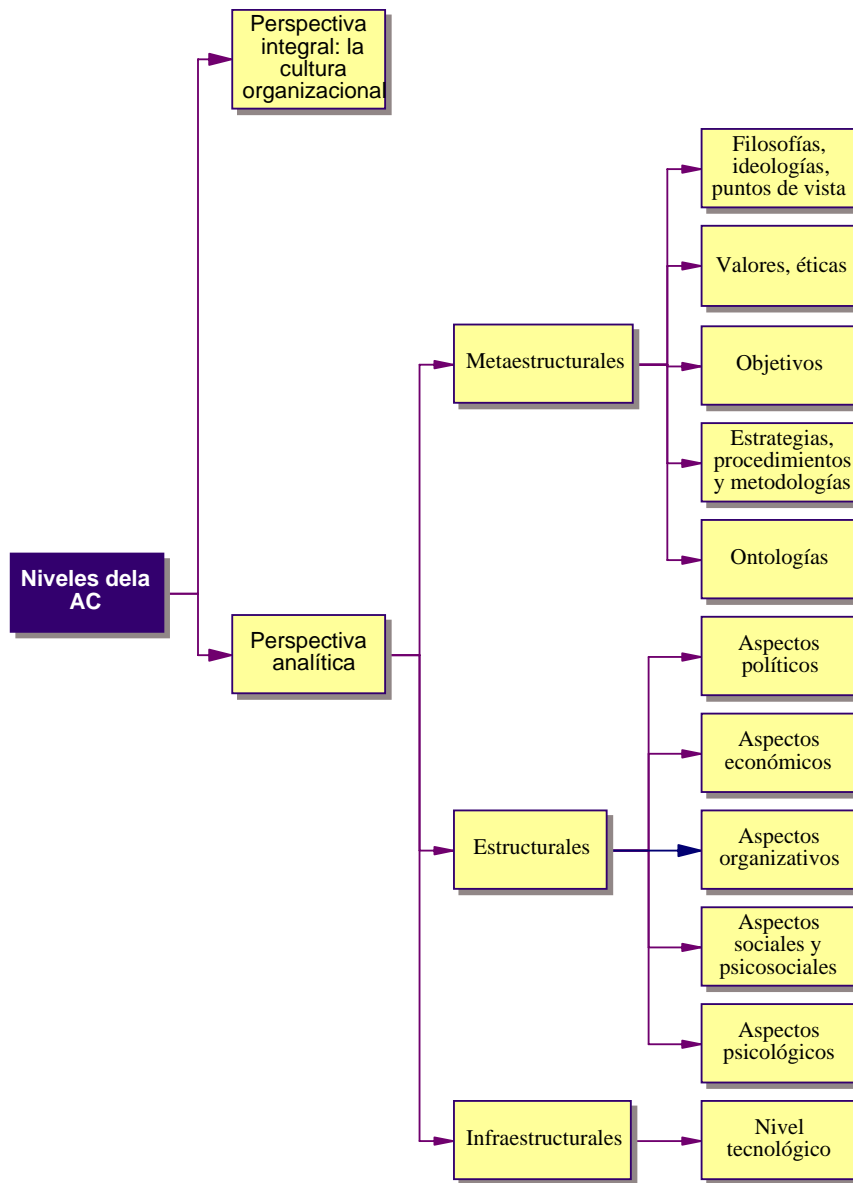 Perspectiva
integral: la
cultura
organizacional
Filosofías,
ideologías,
puntos de vista
Valores, éticas
Metaestructurales
Objetivos
Estrategias,
procedimientos
y metodologías
Ontologías
Niveles dela
AC
Perspectiva
analítica
Aspectos
políticos
Aspectos
económicos
Estructurales
Aspectos
organizativos
Aspectos
sociales y
psicosociales
Aspectos
psicológicos
Infraestructurales
Nivel
tecnológico